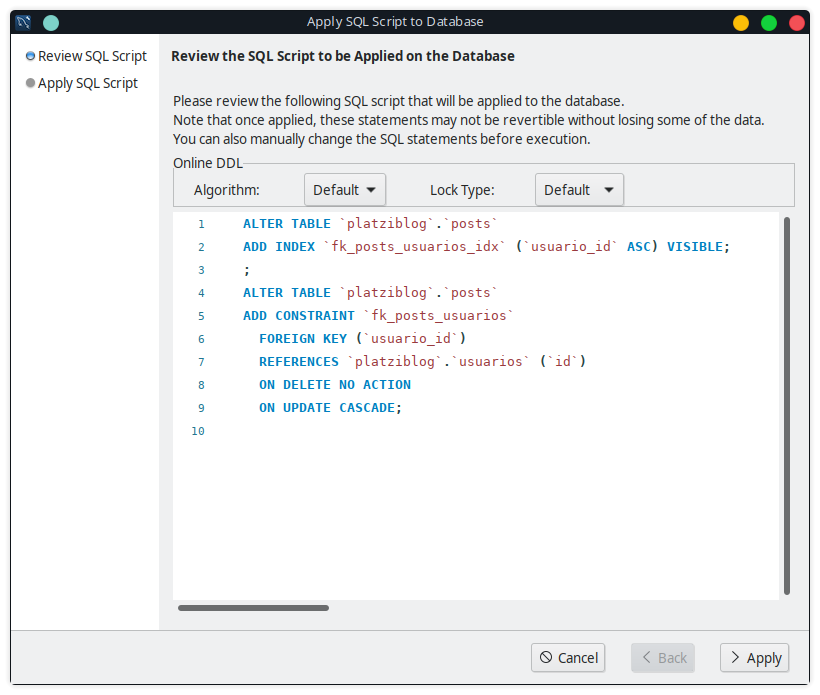 Apply SQL Script to Database
Review SQL Script
Apply SQL Script
Review the SQL Script to be Applied on the Database
Please review the following SQL script that will be applied to the database.
Note that once applied, these statements may not be revertible without losing some of the data.
You can also manually change the SQL statements before execution.
Online DDL
Algorithm: Default Lock Type: Default
1 ALTER TABLE `platziblog`.`posts`
2 ADD INDEX `fk_posts_usuarios_idx` (`usuario_id` ASC) VISIBLE;
3 ;
4 ALTER TABLE `platziblog`.`posts`
5 ADD CONSTRAINT `fk_posts_usuarios`
6 FOREIGN KEY (`usuario_id`)
7 REFERENCES `platziblog`.`usuarios` (`id`)
8 ON DELETE NO ACTION
9 ON UPDATE CASCADE;
10
Cancel Back Apply